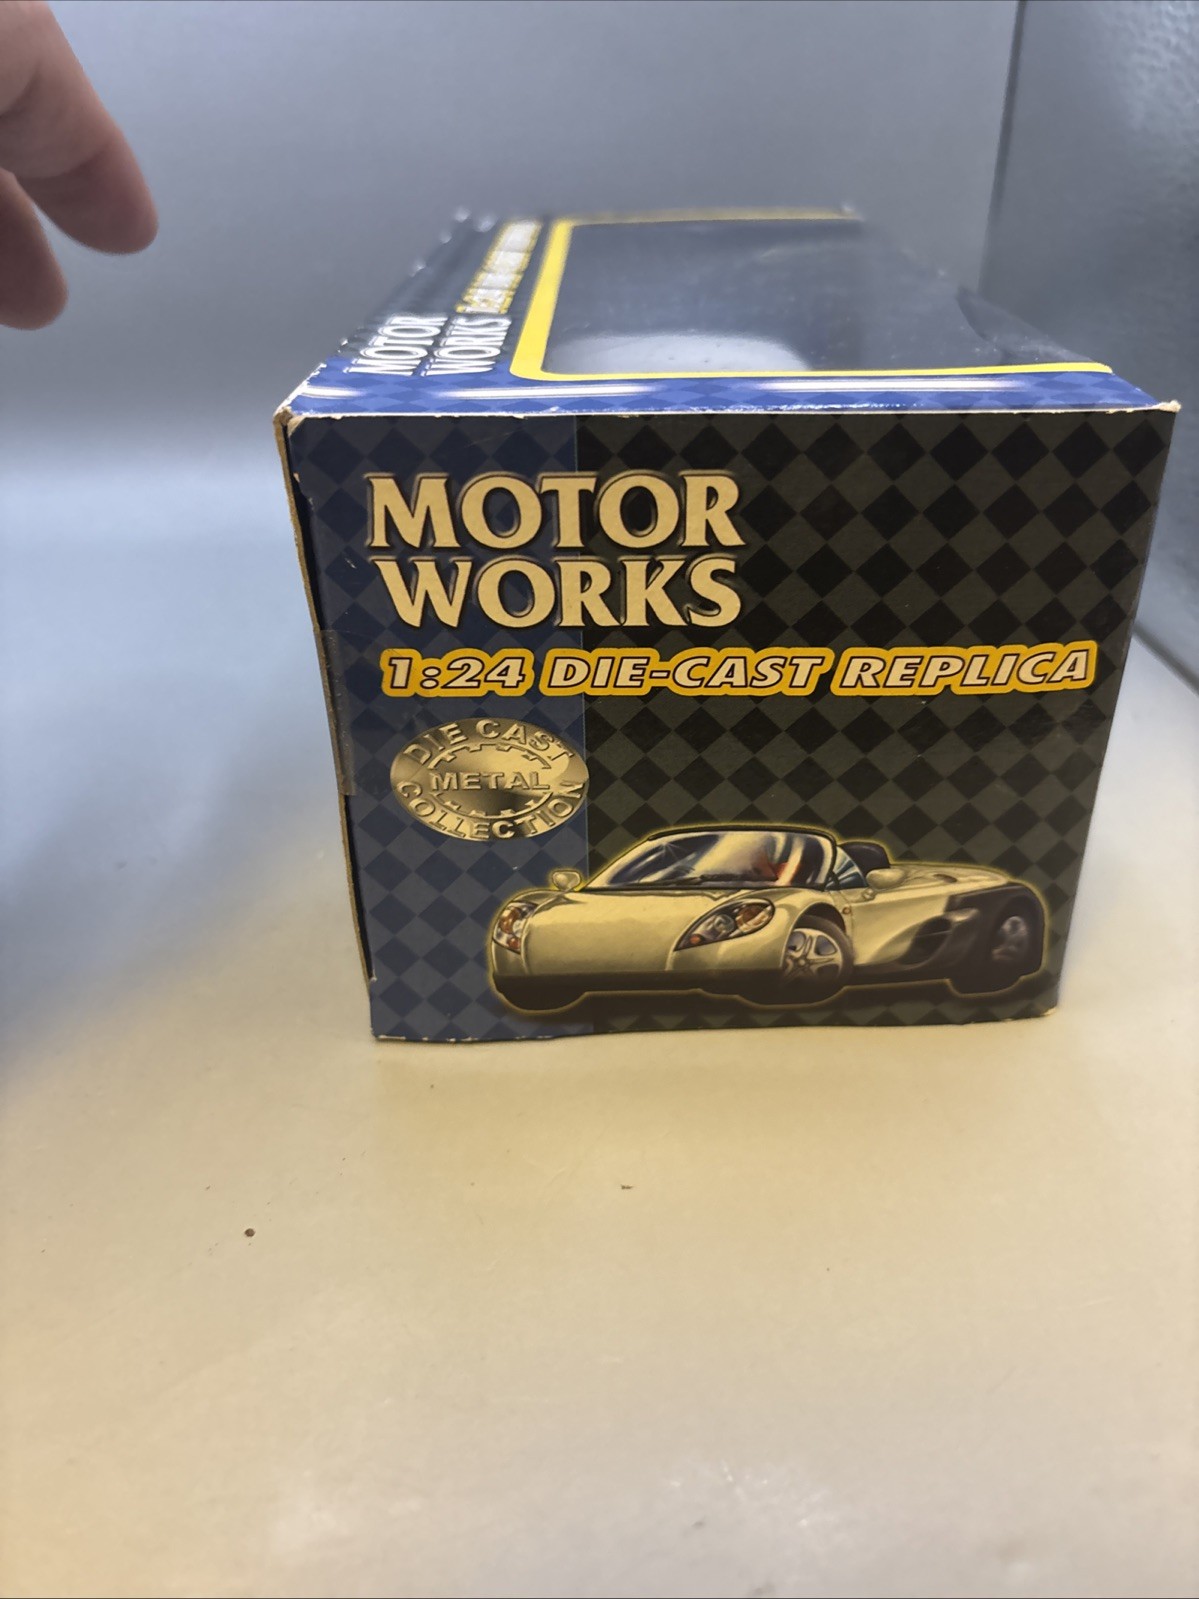 MOTOR
WORKS
MOTOR
WORKS
1:24 DIE-CAST REPLICA
DIE CAST
METAL
COLLECTION